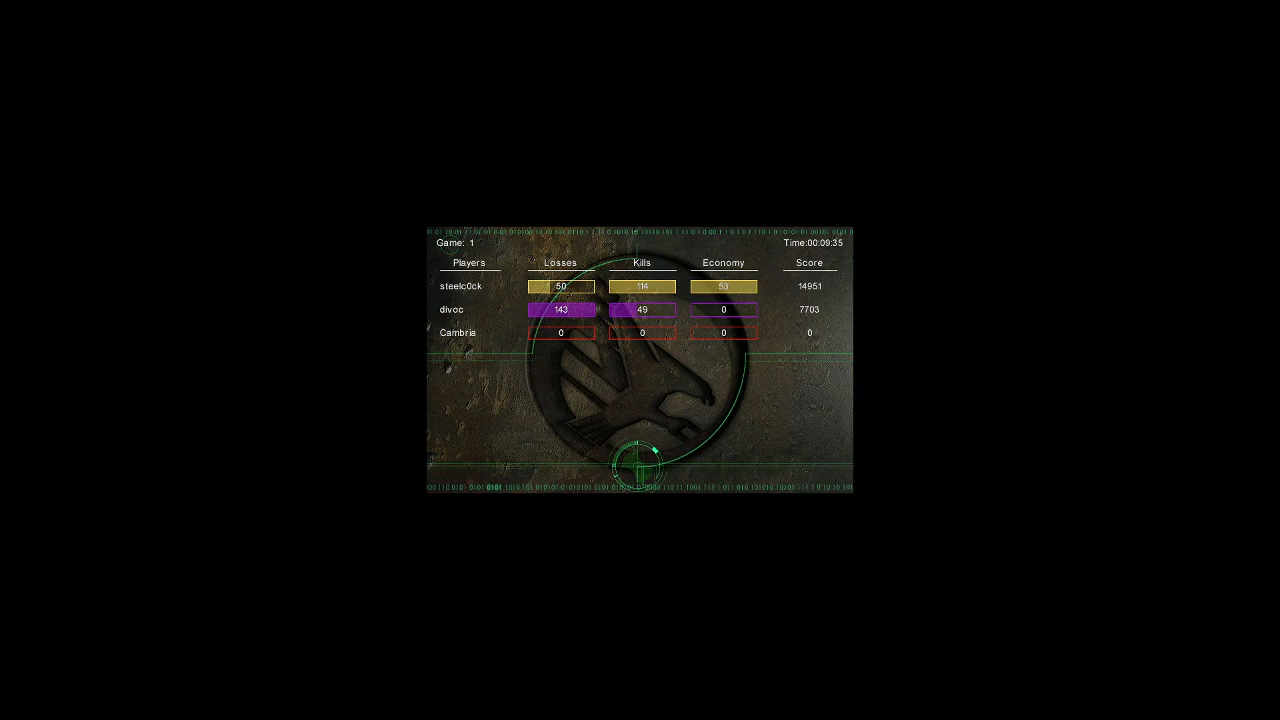 Game: 1 Time:00:09:35
Players Losses Kills Economy Score
steelc0ck 50 114 53 14951
divoc 143 49 0 7703
Cambria 0 0 0 0